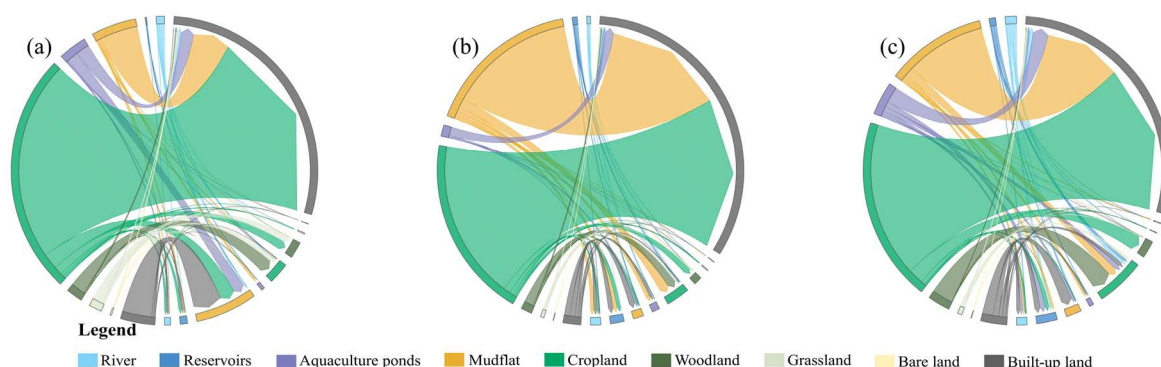 (a) (b) (c)
Legend
River Reservoirs Aquaculture ponds Mudflat Cropland Woodland Grassland Bare land Built-up land